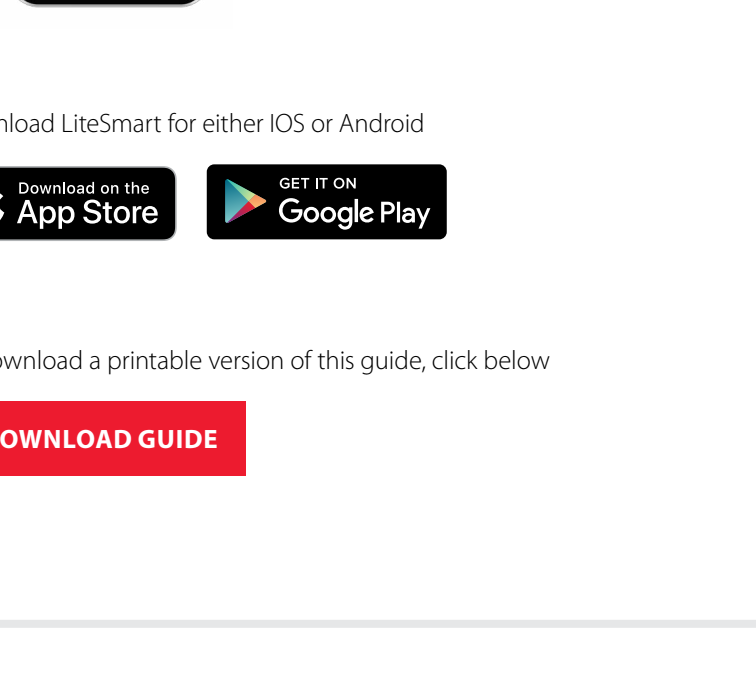 nload LiteSmart for either IOS or Android
Download on the
App Store
GET IT ON
Google Play
ownload a printable version of this guide, click below
OWNLOAD GUIDE